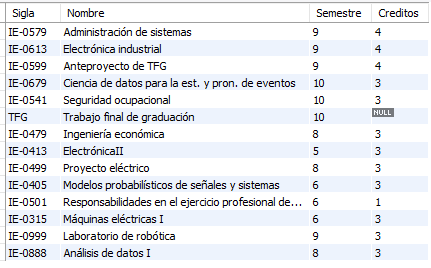 Sigla Nombre Semestre Creditos
IE-0579 Administración de sistemas 9 4
IE-0613 Electrónica industrial 9 4
IE-0599 Anteproyecto de TFG 9 4
IE-0679 Ciencia de datos para la est. y pron. de eventos 10 3
IE-0541 Seguridad ocupacional 10 3
TFG Trabajo final de graduación 10 NULL
IE-0479 Ingeniería económica 8 3
IE-0413 ElectrónicaII 5 3
IE-0499 Proyecto eléctrico 8 3
IE-0405 Modelos probabilísticos de señales y sistemas 6 3
IE-0501 Responsabilidades en el ejercicio profesional de... 6 1
IE-0315 Máquinas eléctricas I 6 3
IE-0999 Laboratorio de robótica 9 3
IE-0888 Análisis de datos I 8 3